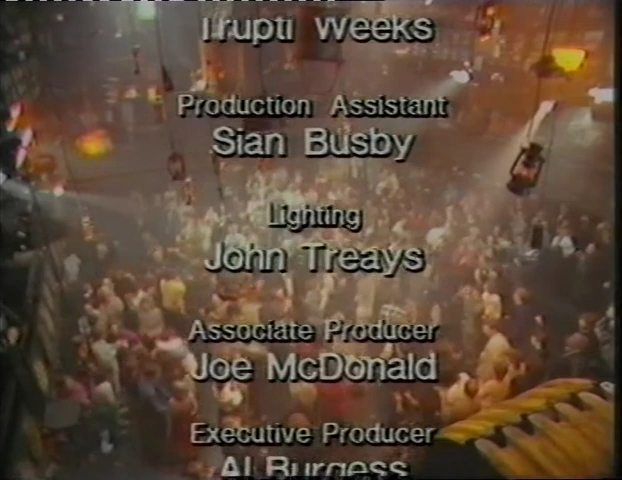 Trupti Weeks
Production Assistant
Sian Busby
Lighting
John Treays
Associate Producer
Joe McDonald
Executive Producer
Al Burgess